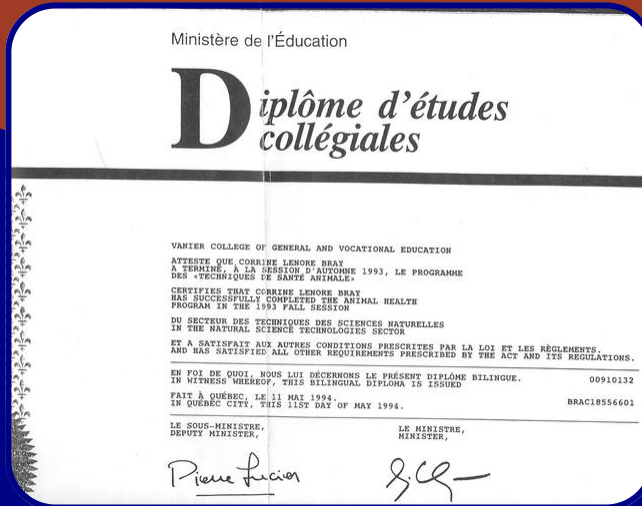 Ministère de l'Éducation
Diplôme d'études
collégiales
VANIER COLLEGE OF GENERAL AND VOCATIONAL EDUCATION
ATTESTE QUE CORRINE LENORE BRAY
A TERMINÉ, À LA SESSION D'AUTOMNE 1993, LE PROGRAMME
DES «TECHNIQUES DE SANTÉ ANIMALE»
CERTIFIES THAT CORRINE LENORE BRAY
HAS SUCCESSFULLY COMPLETED THE ANIMAL HEALTH
PROGRAM IN THE 1993 FALL SESSION
DU SECTEUR DES TECHNIQUES DES SCIENCES NATURELLES
IN THE NATURAL SCIENCE TECHNOLOGIES SECTOR
ET A SATISFAIT AUX AUTRES CONDITIONS PRESCRITES PAR LA LOI ET LES RÈGLEMENTS.
AND HAS SATISFIED ALL OTHER REQUIREMENTS PRESCRIBED BY THE ACT AND ITS REGULATIONS.
EN FOI DE QUOI, NOUS LUI DÉCERNONS LE PRÉSENT DIPLÔME BILINGUE.
IN WITNESS WHEREOF, THIS BILINGUAL DIPLOMA IS ISSUED 00910132
FAIT À QUÉBEC, LE 11 MAI 1994.
IN QUÉBEC CITY, THIS 11ST DAY OF MAY 1994. BRAC18556601
LE SOUS-MINISTRE, LE MINISTRE,
DEPUTY MINISTER, MINISTER,
Pierre Lucier